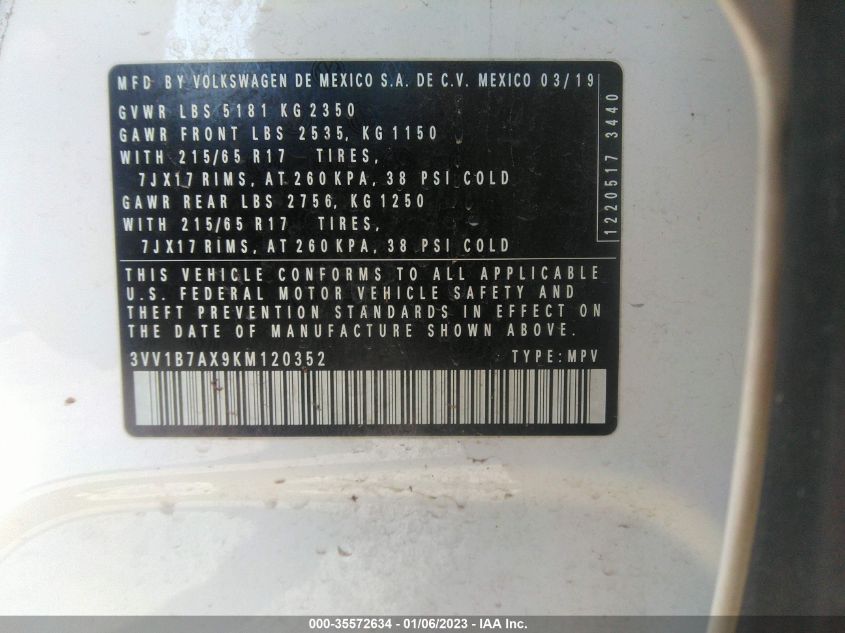 MFD BY VOLKSWAGEN DE MEXICO S.A. DE C.V. MEXICO 03/19
GVWR LBS 5181 KG 2350
GAWR FRONT LBS 2535, KG 1150
WITH 215/65 R17 TIRES,
7JX17 RIMS, AT 260 KPA, 38 PSI COLD
GAWR REAR LBS 2756, KG 1250
WITH 215/65 R17 TIRES,
7JX17 RIMS, AT 260 KPA, 38 PSI COLD
1220517 3440
THIS VEHICLE CONFORMS TO ALL APPLICABLE
U.S. FEDERAL MOTOR VEHICLE SAFETY AND
THEFT PREVENTION STANDARDS IN EFFECT ON
THE DATE OF MANUFACTURE SHOWN ABOVE.
3VV1B7AX9KM120352 TYPE: MPV
000-35572634 - 01/06/2023 - IAA Inc.